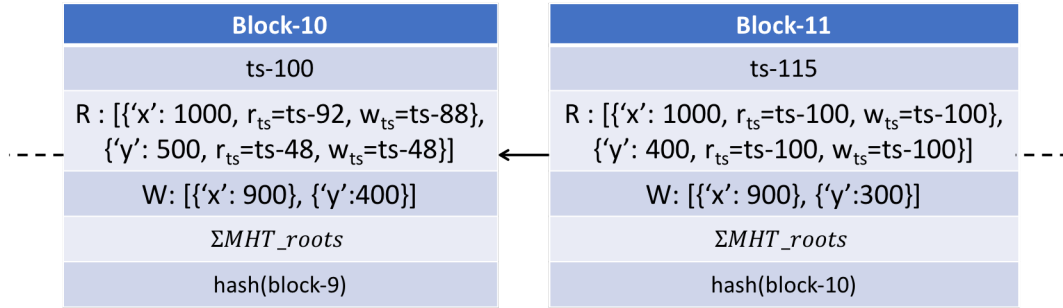 Block-10
ts-100
R : [{‘x’: 1000, rts=ts-92, wts=ts-88},
{‘y’: 500, rts=ts-48, wts=ts-48}]
W: [{‘x’: 900}, {‘y’:400}]
ΣMHT_roots
hash(block-9)
Block-11
ts-115
R : [{‘x’: 1000, rts=ts-100, wts=ts-100},
{‘y’: 400, rts=ts-100, wts=ts-100}]
W: [{‘x’: 900}, {‘y’:300}]
ΣMHT_roots
hash(block-10)